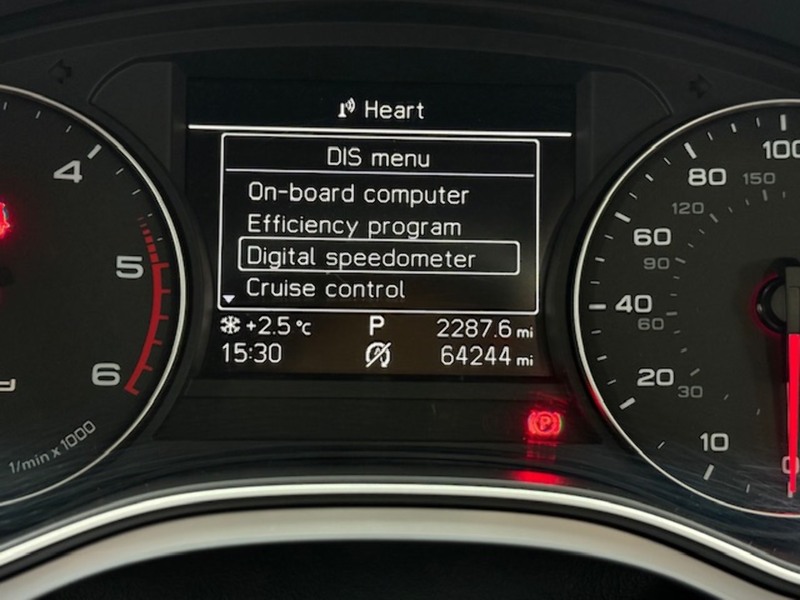 Heart
DIS menu
On-board computer
Efficiency program
Digital speedometer
Cruise control
+2.5 °C P 2287.6 mi
15:30 64244 mi
4
5
6
1/min x 1000
100
80 150
120
60
90
40
60
20
30
10
0
P